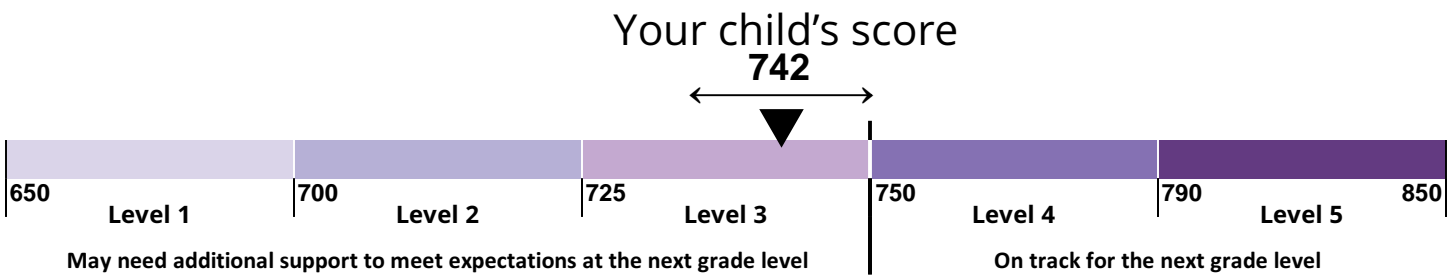 Your child’s score
742
650 700 725 750 790 850
Level 1 Level 2 Level 3 Level 4 Level 5
May need additional support to meet expectations at the next grade level On track for the next grade level